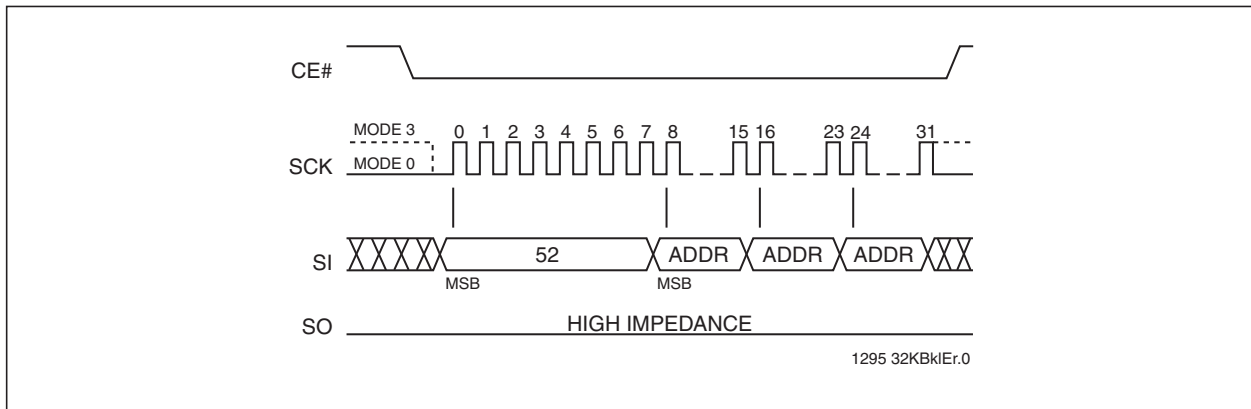 CE#
MODE 3
0 1 2 3 4 5 6 7 8 15 16 23 24 31
SCK
MODE 0
SI
52 ADDR ADDR ADDR
MSB MSB
SO
HIGH IMPEDANCE
1295 32KBklEr.0